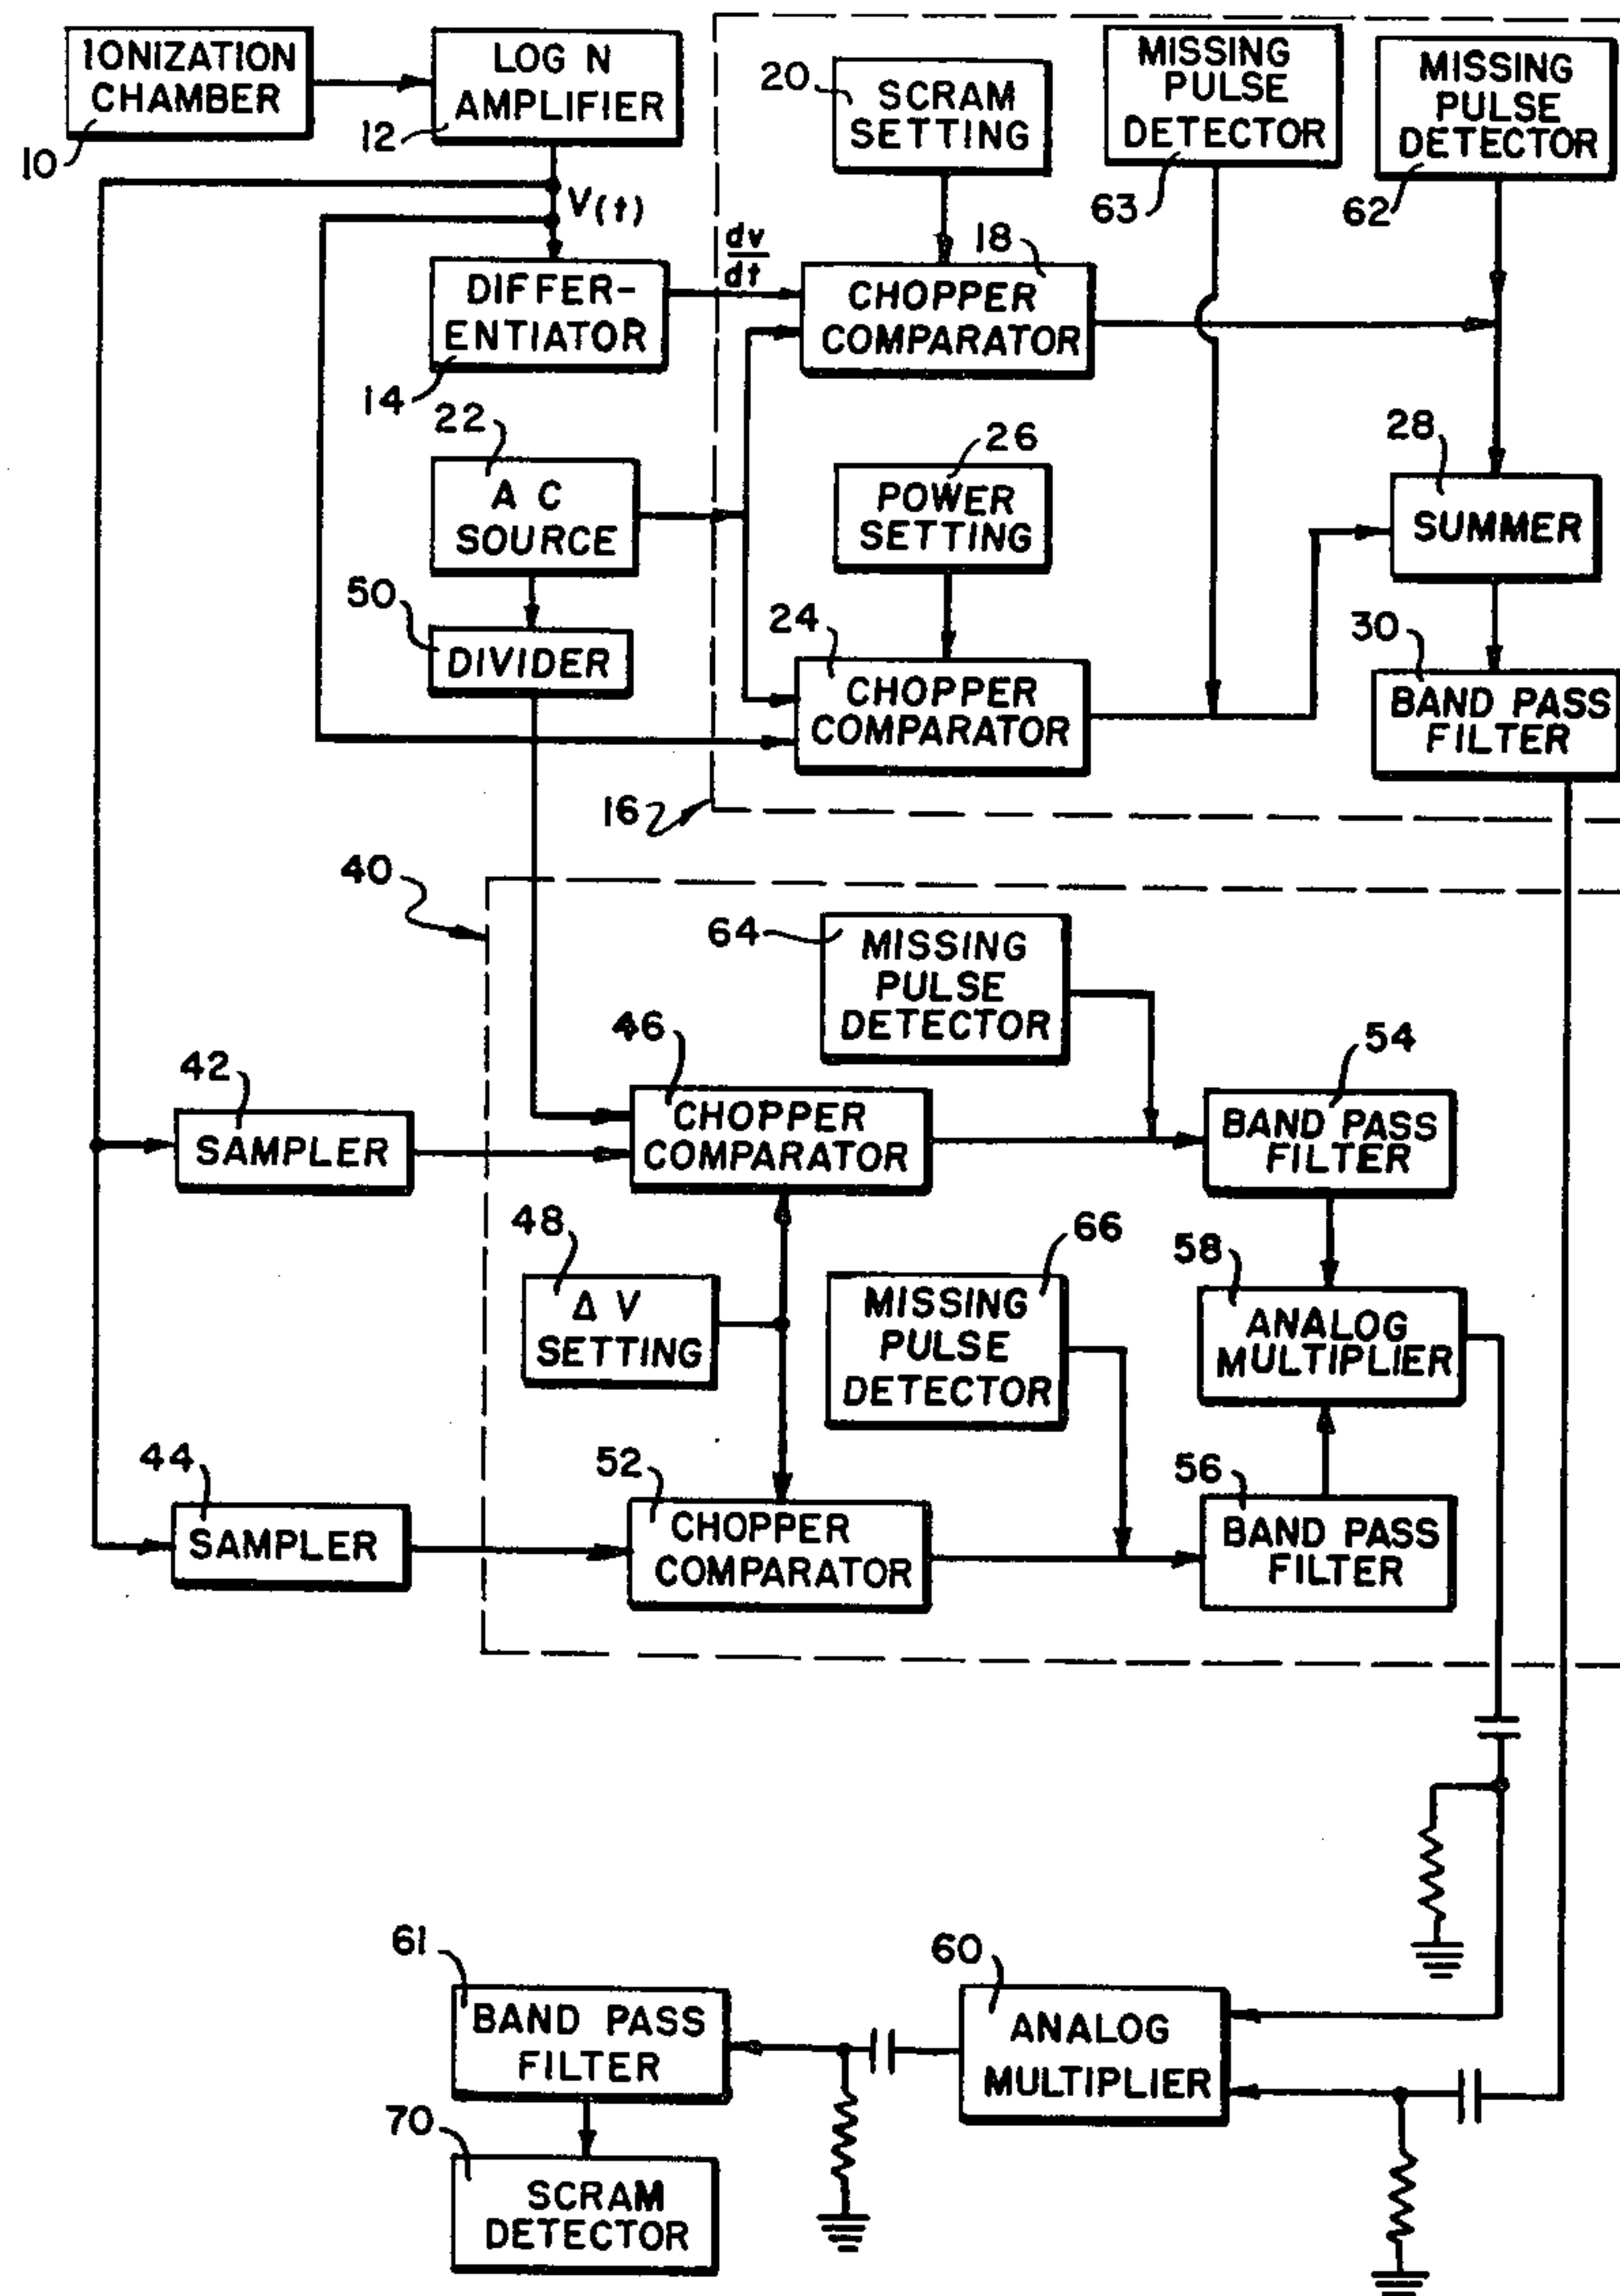 IONIZATION
CHAMBER
10
LOG N
AMPLIFIER
12
V(t)
20
SCRAM
SETTING
MISSING
PULSE
DETECTOR
63
MISSING
PULSE
DETECTOR
62
DIFFER-
ENTIATOR
14
dv
dt
18
CHOPPER
COMPARATOR
22
A C
SOURCE
26
POWER
SETTING
28
SUMMER
50
DIVIDER
24
CHOPPER
COMPARATOR
30
BAND PASS
FILTER
16
40
64
MISSING
PULSE
DETECTOR
42
SAMPLER
46
CHOPPER
COMPARATOR
54
BAND PASS
FILTER
48
Δ V
SETTING
66
MISSING
PULSE
DETECTOR
58
ANALOG
MULTIPLIER
44
SAMPLER
52
CHOPPER
COMPARATOR
56
BAND PASS
FILTER
61
BAND PASS
FILTER
60
ANALOG
MULTIPLIER
70
SCRAM
DETECTOR